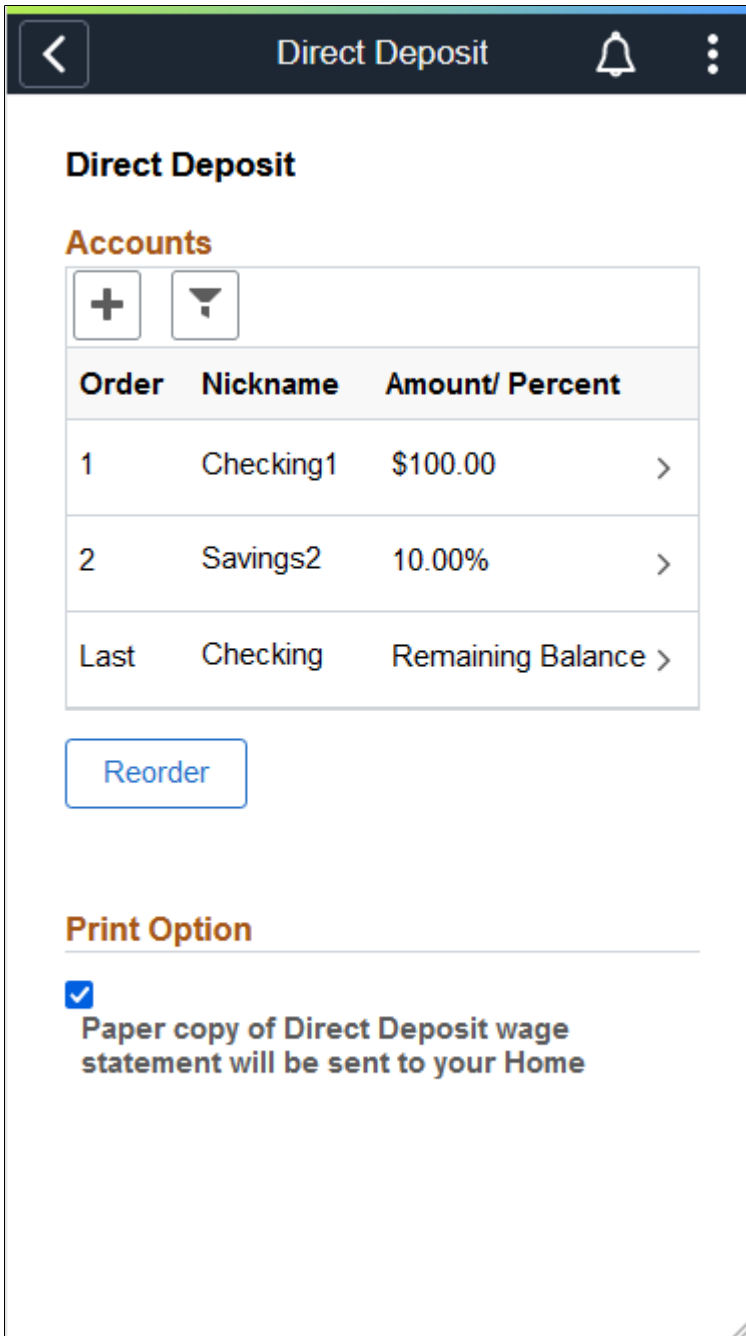 Direct Deposit
Direct Deposit
Accounts
Order Nickname Amount/ Percent
1 Checking1 $100.00
2 Savings2 10.00%
Last Checking Remaining Balance
Reorder
Print Option
Paper copy of Direct Deposit wage
statement will be sent to your Home